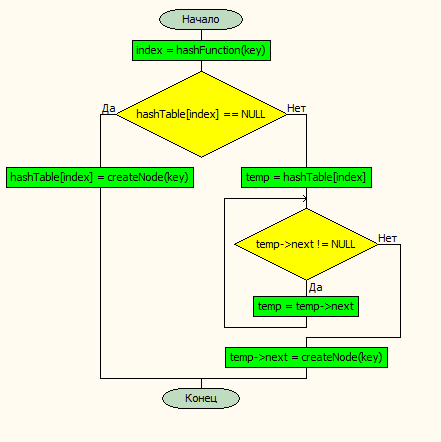 Начало
index = hashFunction(key)
hashTable[index] == NULL
Да
Нет
hashTable[index] = createNode(key)
temp = hashTable[index]
temp->next != NULL
Нет
Да
temp = temp->next
temp->next = createNode(key)
Конец